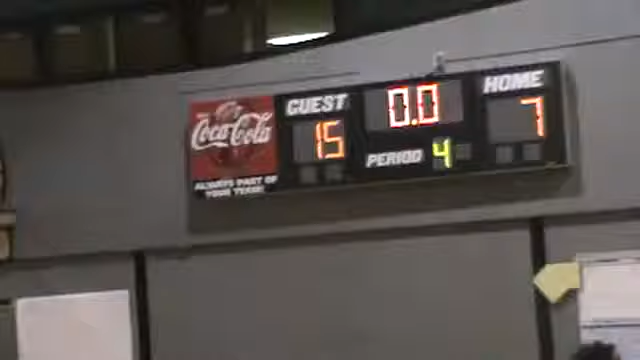 Coca-Cola
ALWAYS PART OF
YOUR TEAM!
GUEST
15
0.0
PERIOD 4
HOME
7